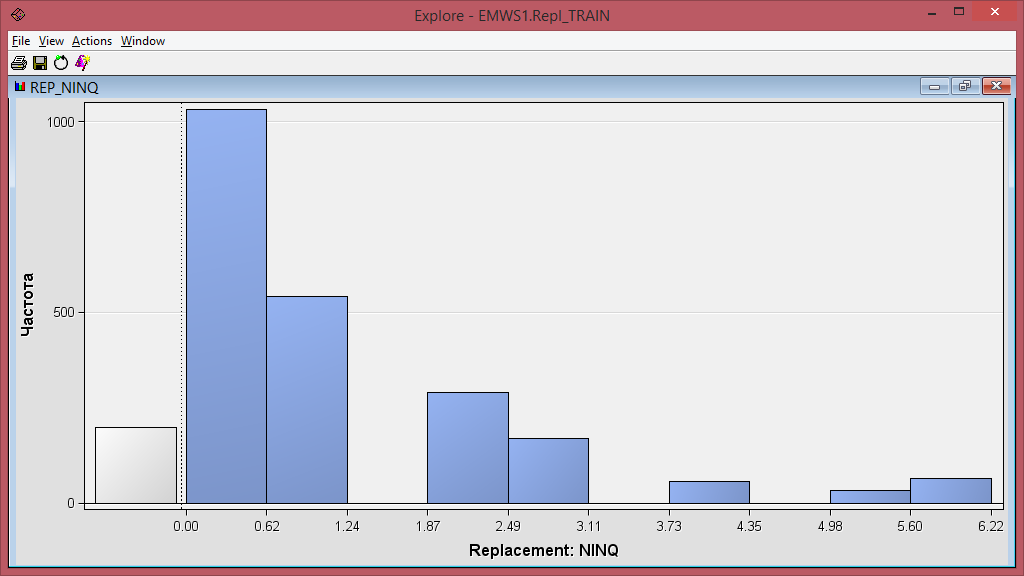 Explore - EMWS1.Repl_TRAIN
File View Actions Window
REP_NINQ
1000
500
0
Частота
0.00 0.62 1.24 1.87 2.49 3.11 3.73 4.35 4.98 5.60 6.22
Replacement: NINQ